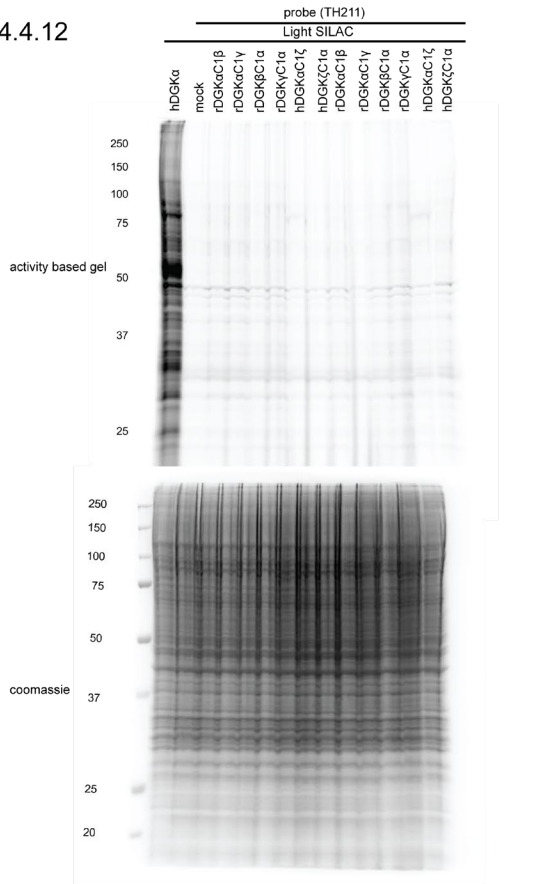 4.4.12
probe (TH211)
Light SILAC
hDGKα
mock
rDGKαC1β
rDGKαC1γ
rDGKβC1α
rDGKγC1α
hDGKαC1ζ
hDGKζC1α
rDGKαC1β
rDGKαC1γ
rDGKβC1α
rDGKγC1α
hDGKαC1ζ
hDGKζC1α
250
150
100
75
activity based gel
50
37
25
250
150
100
75
50
coomassie
37
25
20